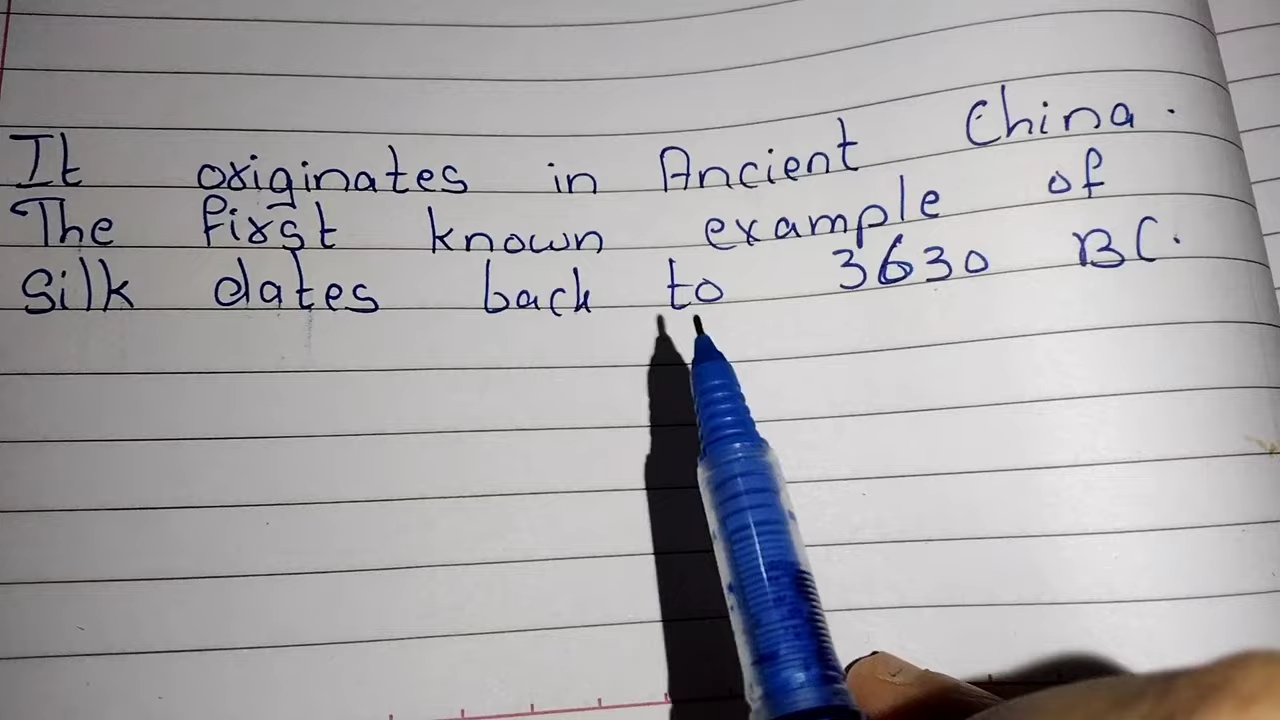 It originates in Ancient China.
The first known example of
Silk dates back to 3630 BC.